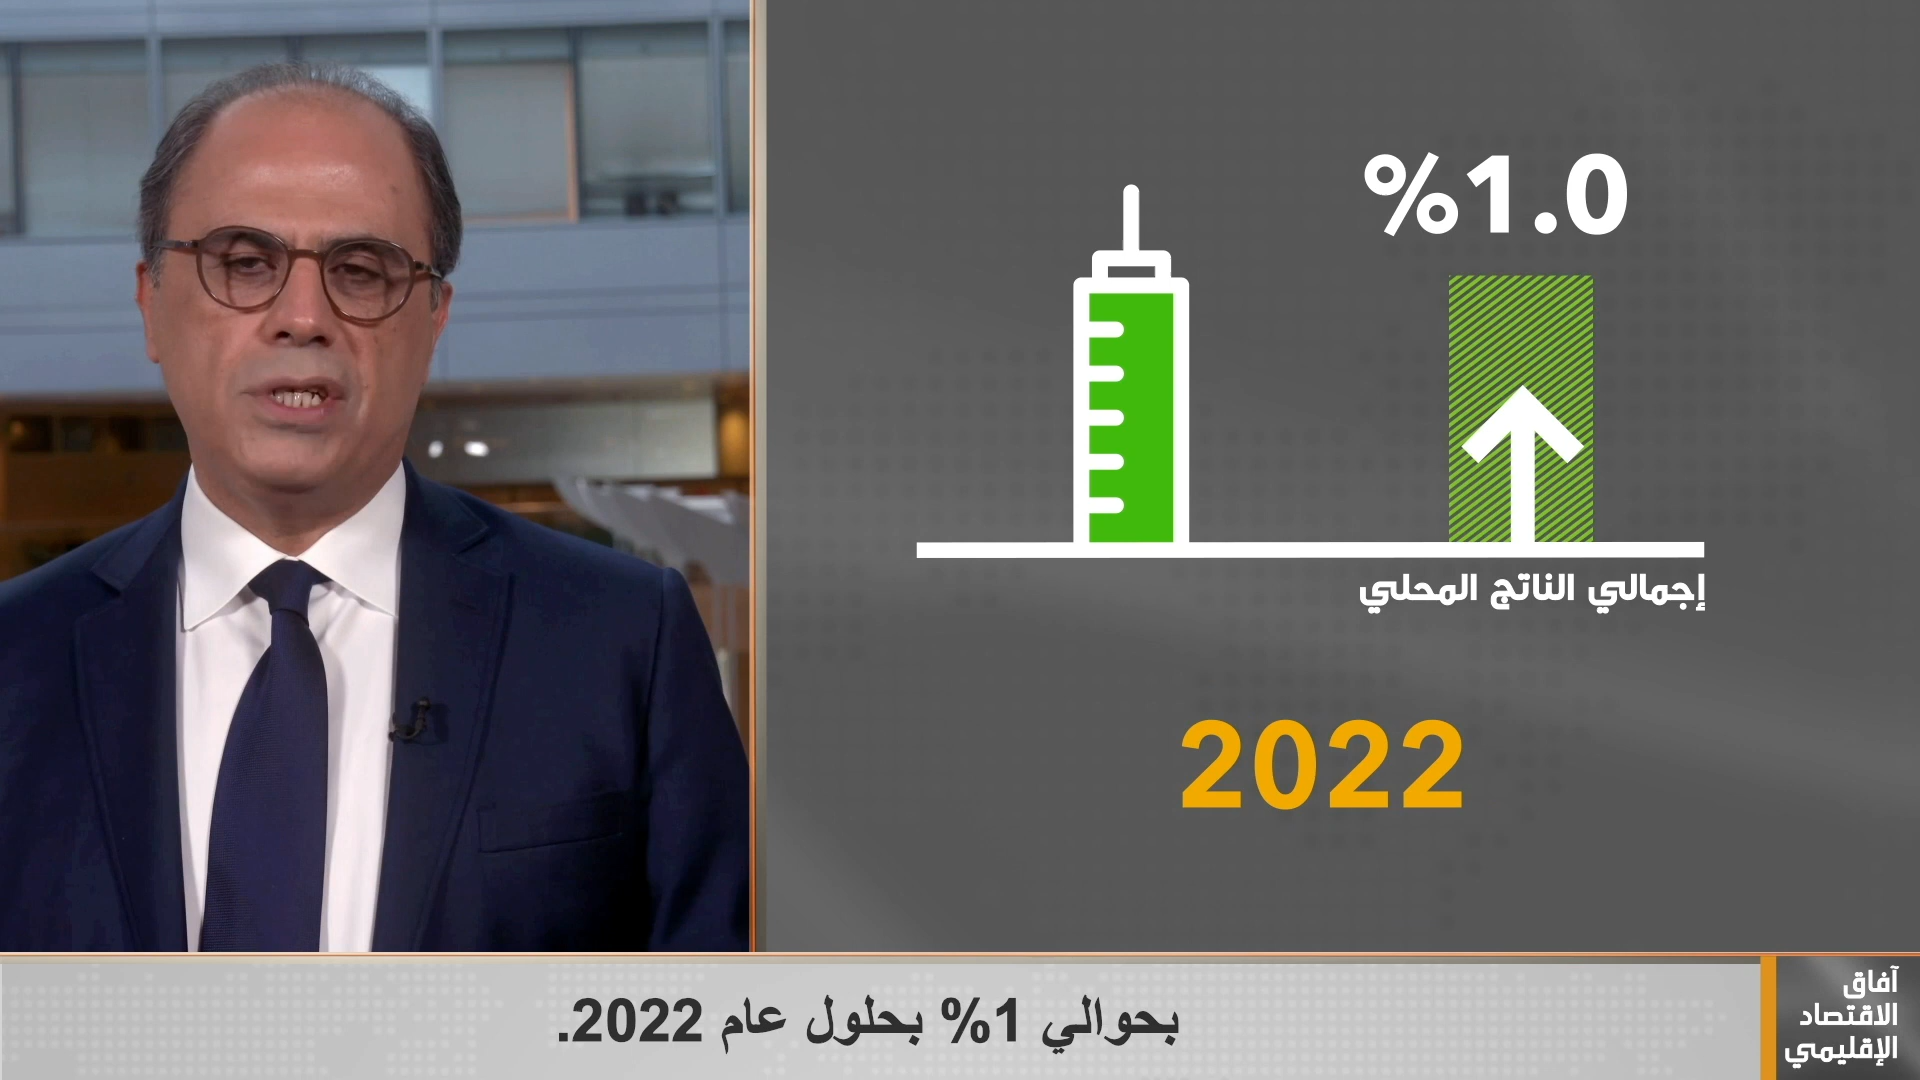 %1.0
إجمالي الناتج المحلي
2022
بحوالي 1% بحلول عام 2022.
آفاق
الاقتصاد
الإقليمي